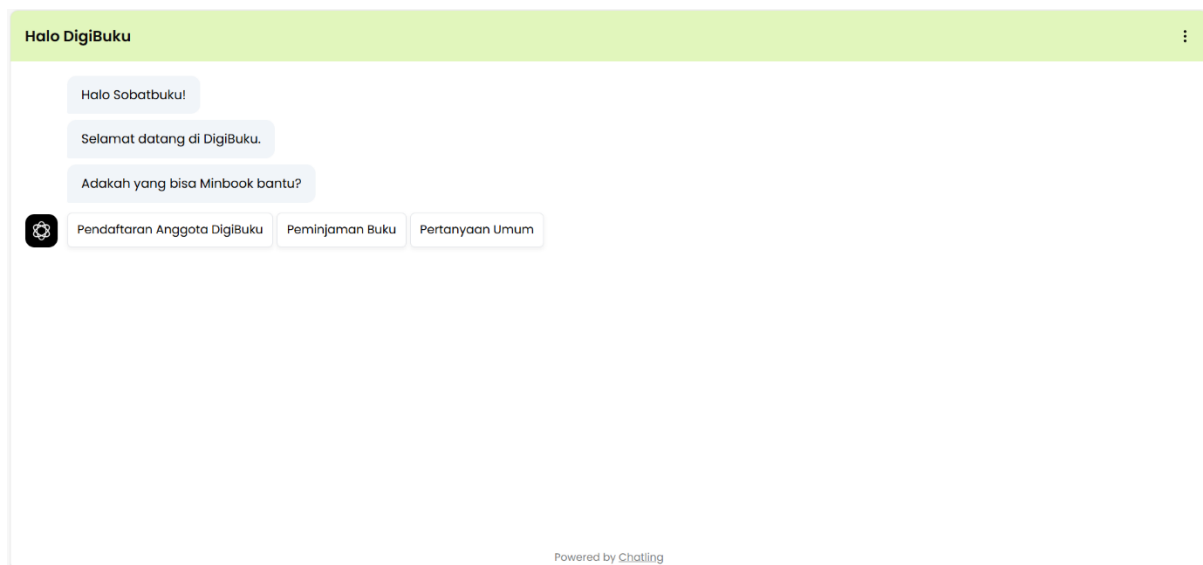 Halo DigiBuku
Halo Sobatbuku!
Selamat datang di DigiBuku.
Adakah yang bisa Minbook bantu?
Pendaftaran Anggota DigiBuku Peminjaman Buku Pertanyaan Umum
Powered by Chatling